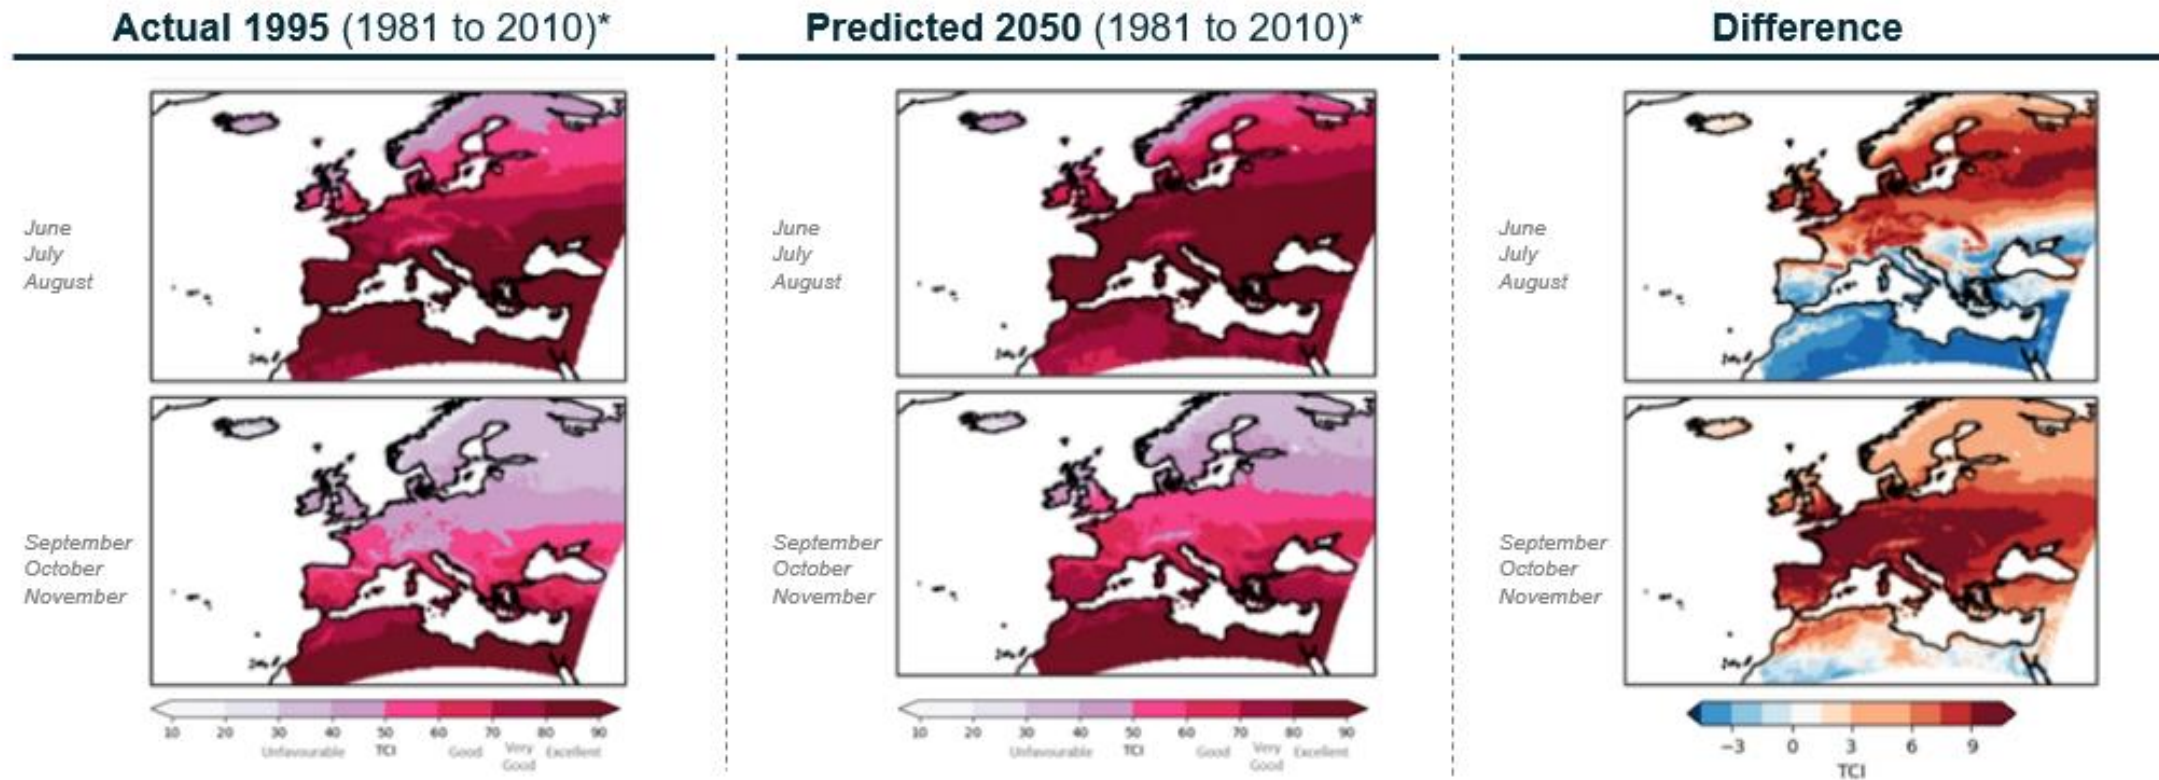 Actual 1995 (1981 to 2010)*
Predicted 2050 (1981 to 2010)*
Difference
June
July
August
June
July
August
June
July
August
September
October
November
September
October
November
September
October
November
10 20 30 40 50 60 70 80 90
Unfavourable TCI Good Very Good Excellent
10 20 30 40 50 60 70 80 90
Unfavourable TCI Good Very Good Excellent
−3 0 3 6 9
TCI